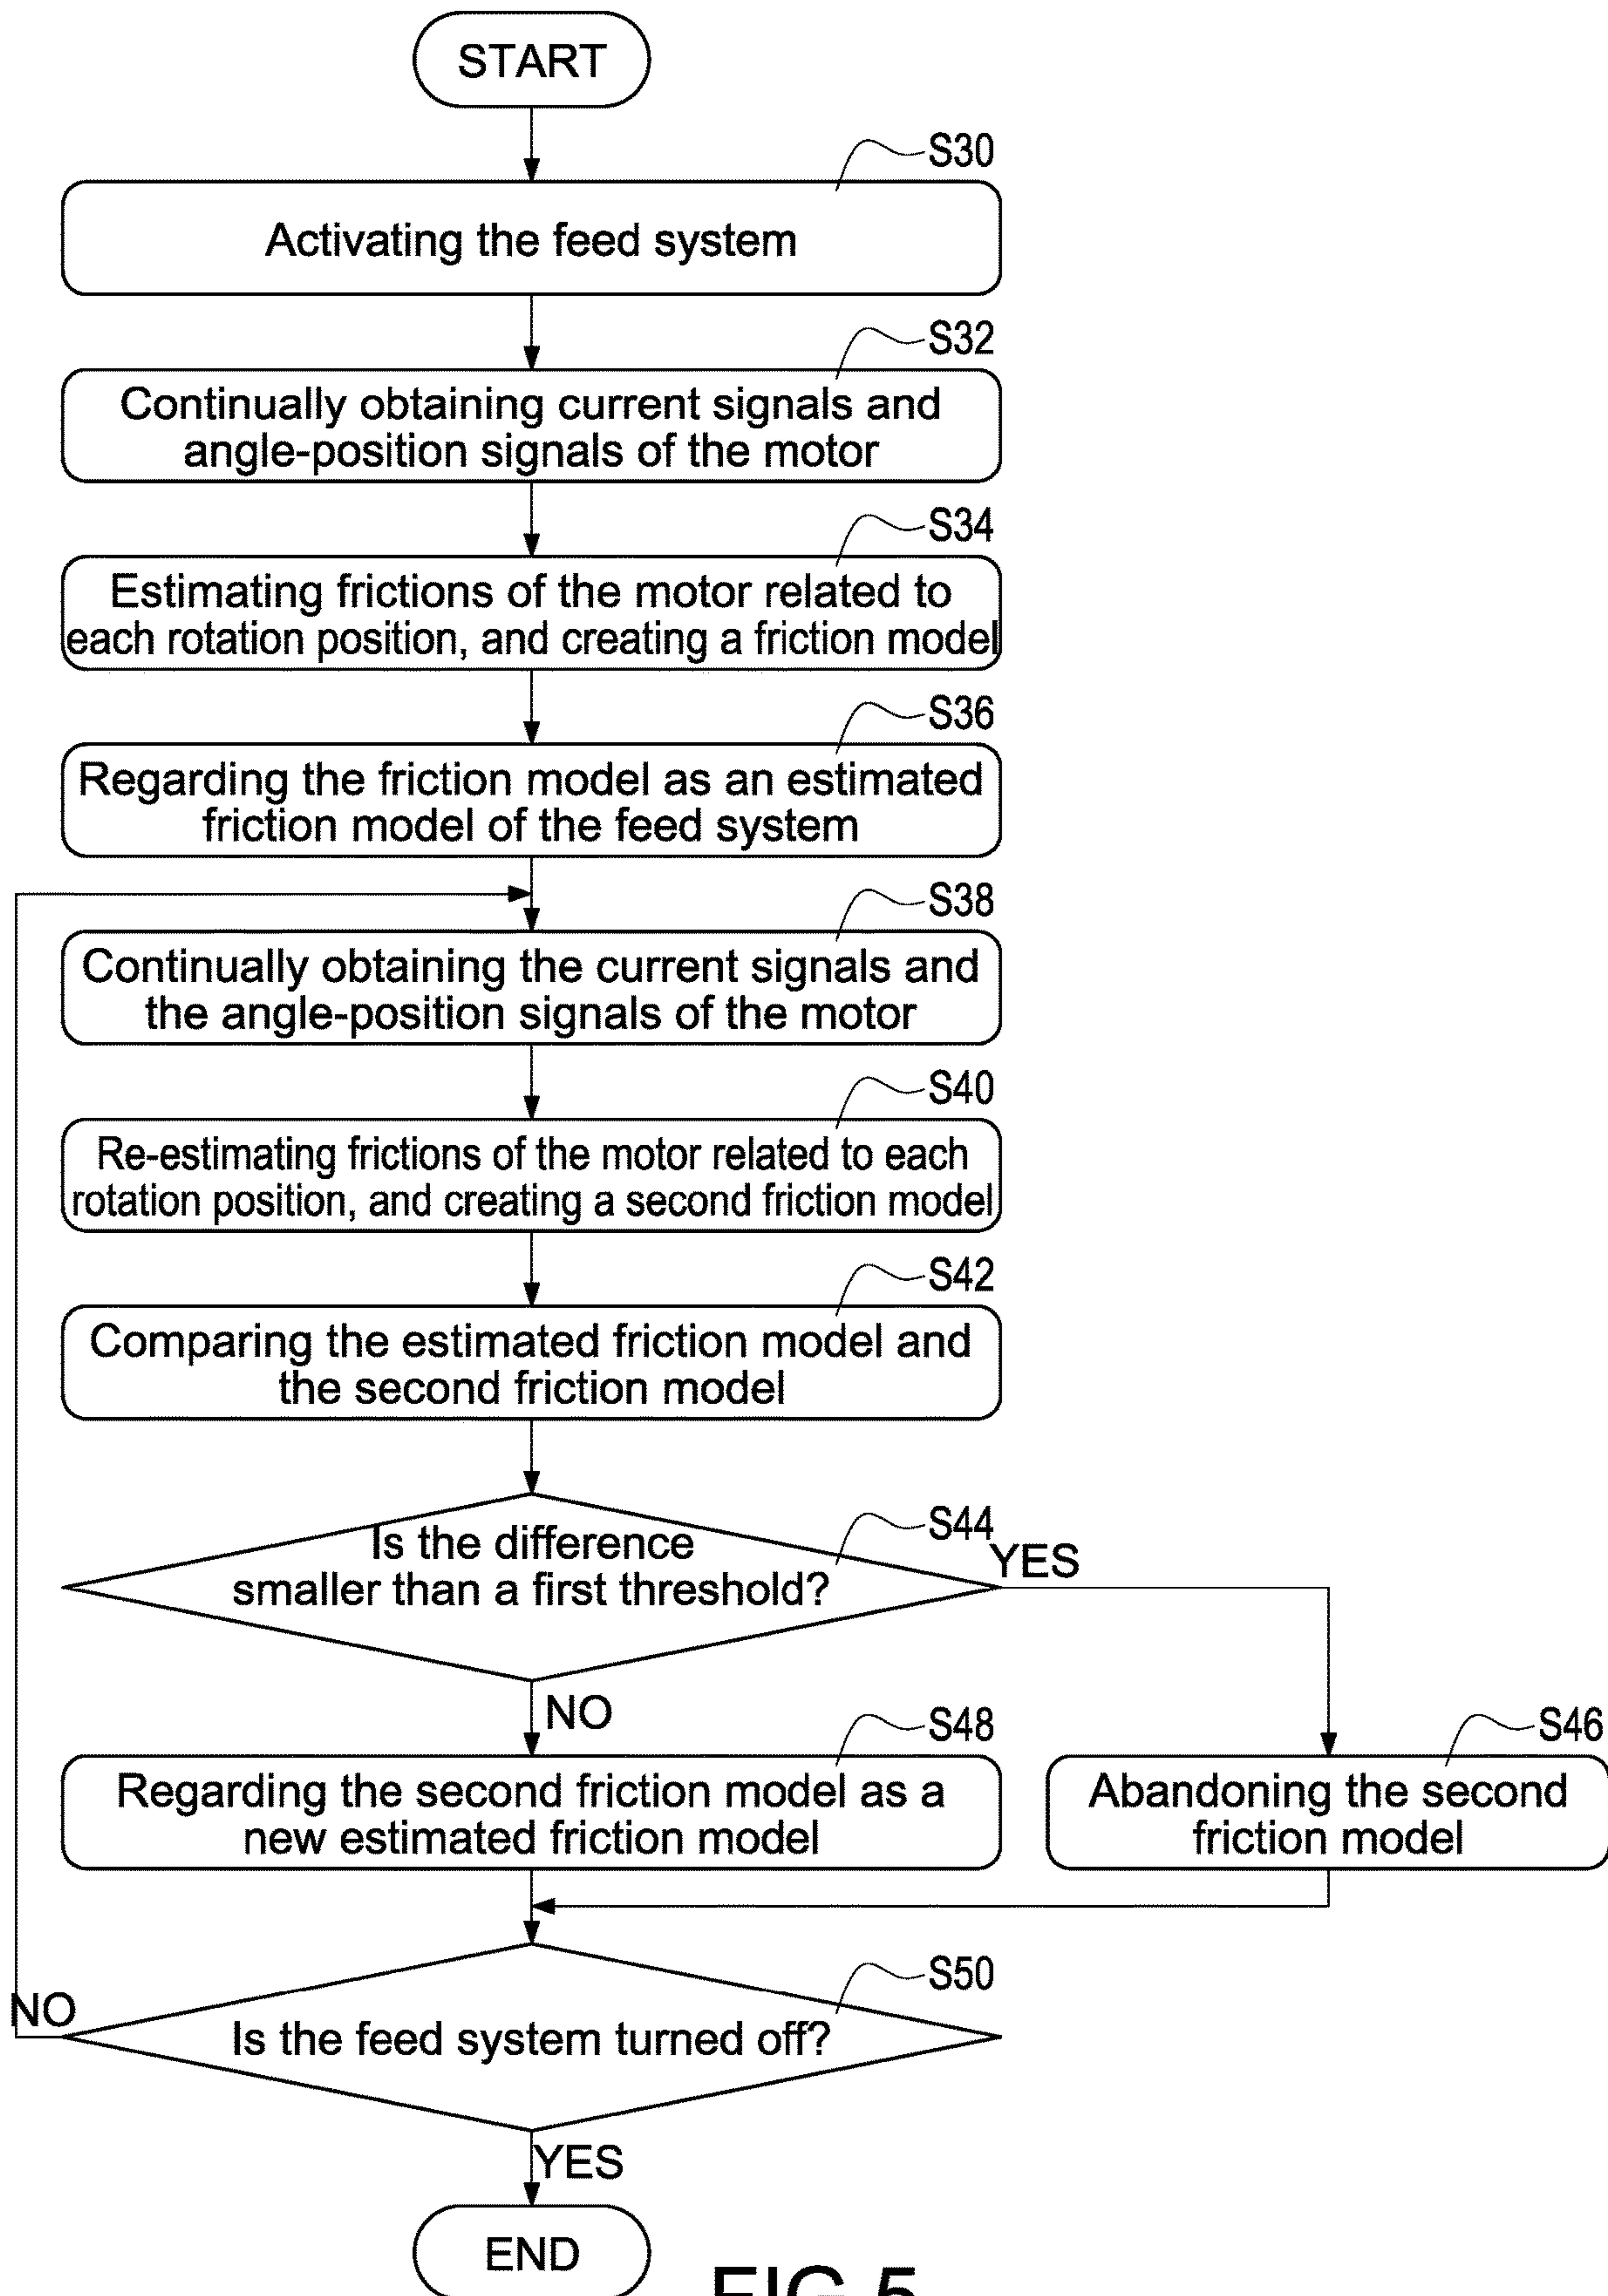 START
S30
Activating the feed system
S32
Continually obtaining current signals and
angle-position signals of the motor
S34
Estimating frictions of the motor related to
each rotation position, and creating a friction model
S36
Regarding the friction model as an estimated
friction model of the feed system
S38
Continually obtaining the current signals and
the angle-position signals of the motor
S40
Re-estimating frictions of the motor related to each
rotation position, and creating a second friction model
S42
Comparing the estimated friction model and
the second friction model
S44
Is the difference
smaller than a first threshold?
YES
NO
S48
Regarding the second friction model as a
new estimated friction model
S46
Abandoning the second
friction model
S50
Is the feed system turned off?
NO
YES
END
FIG.5